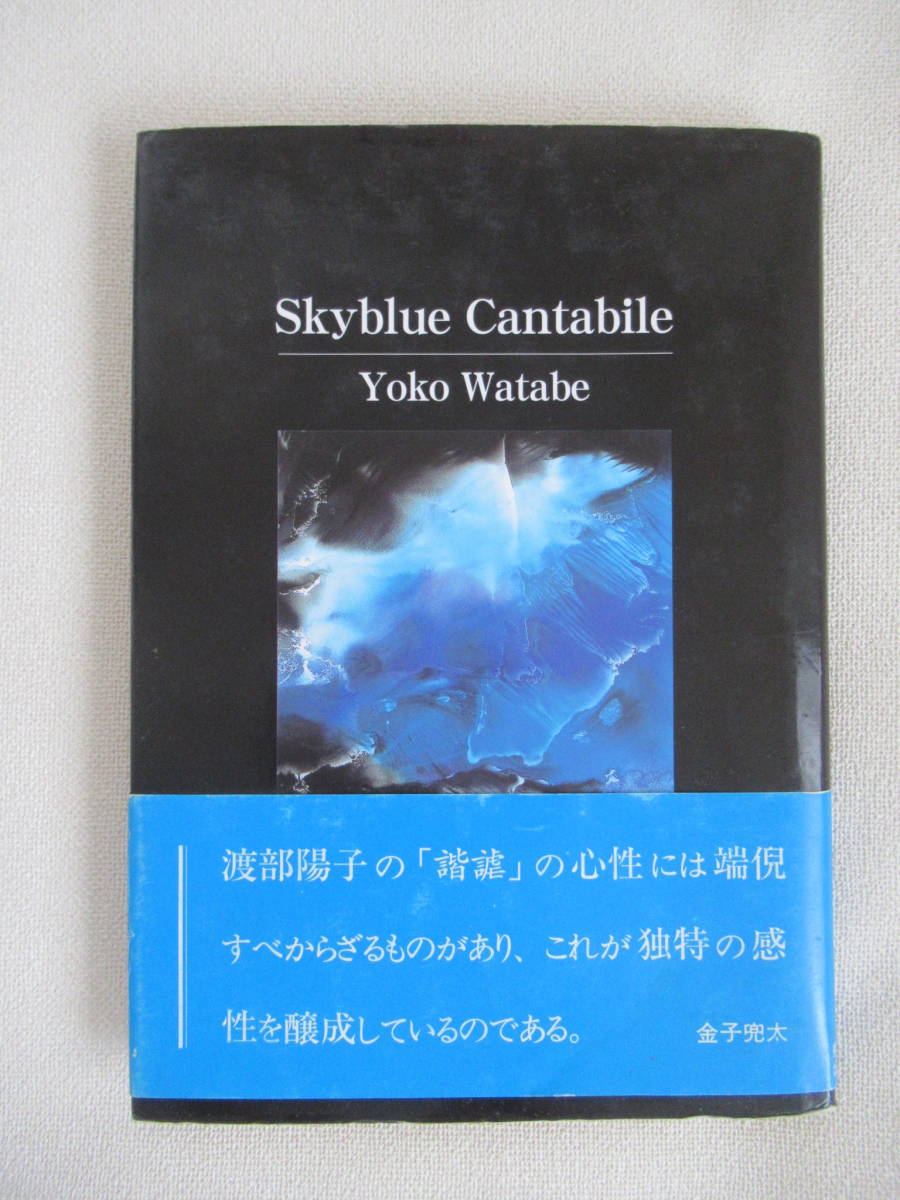 Skyblue Cantabile
Yoko Watabe
渡部陽子の「諧謔」の心性には端倪
すべからざるものがあり、これが独特の感
性を醸成しているのである。
金子兜太